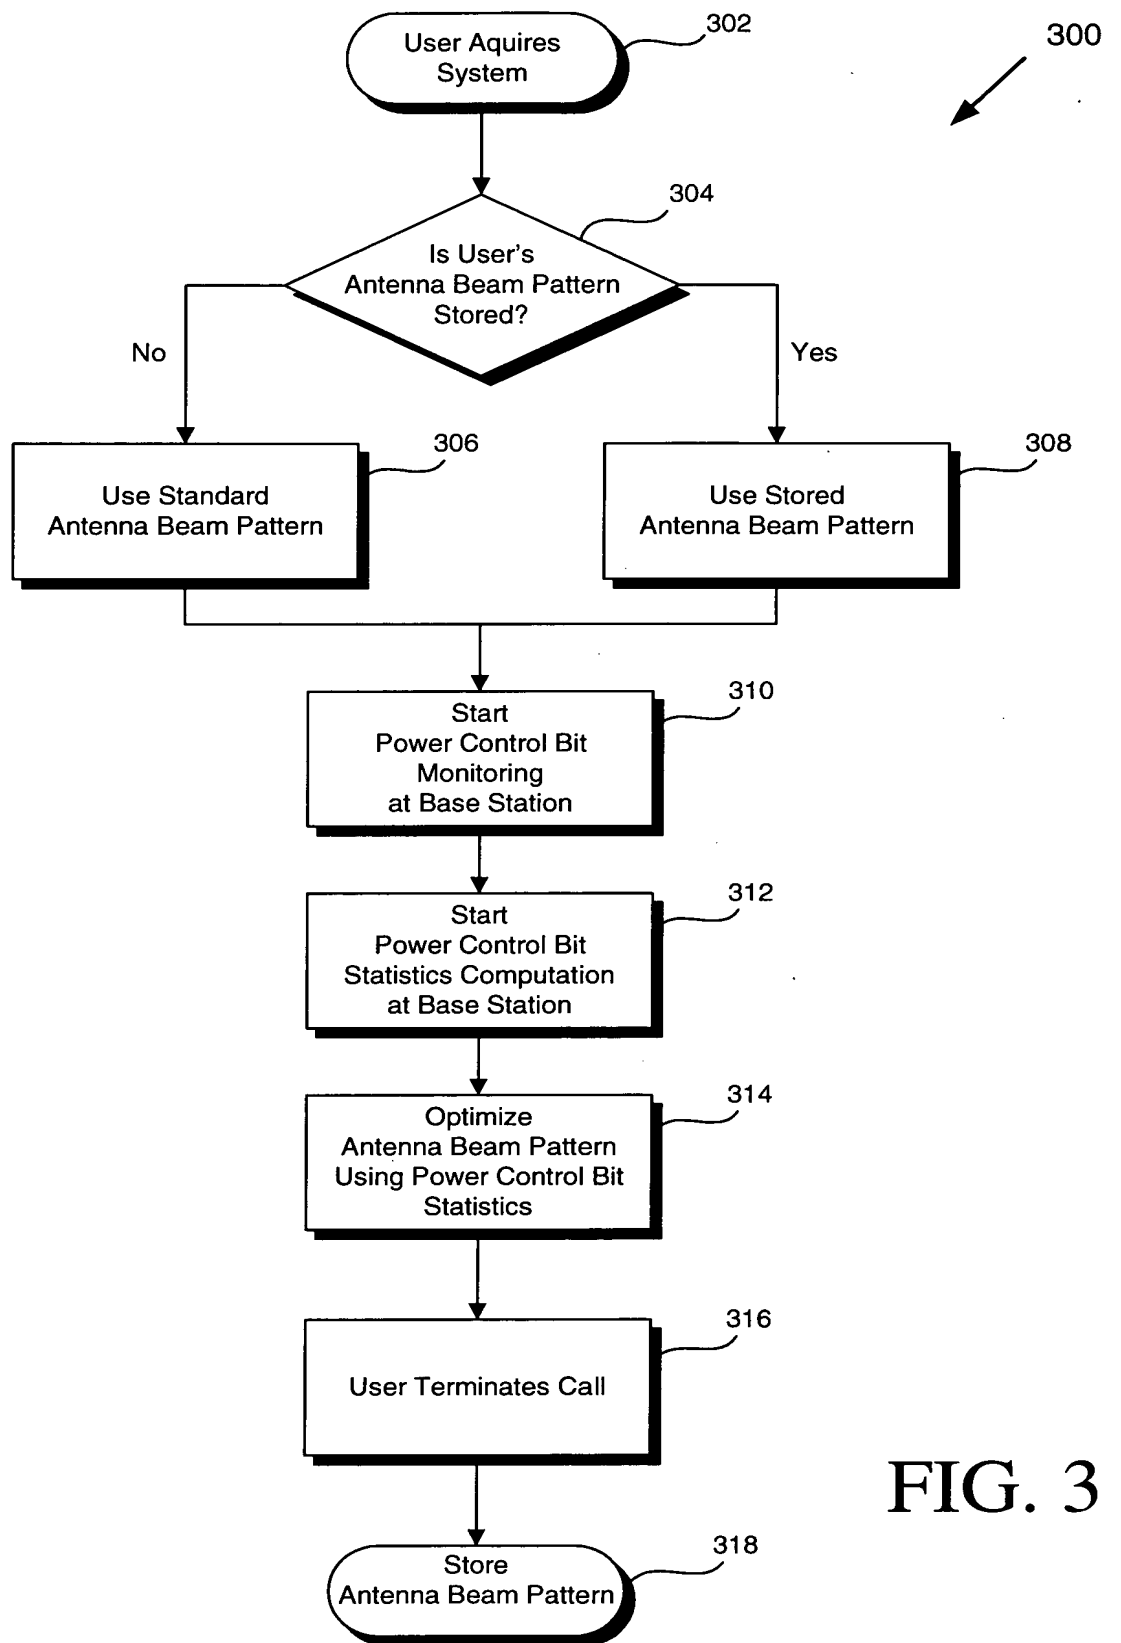 User Aquires
System
302
300
304
Is User's
Antenna Beam Pattern
Stored?
No
Yes
306
308
Use Standard
Antenna Beam Pattern
Use Stored
Antenna Beam Pattern
310
Start
Power Control Bit
Monitoring
at Base Station
312
Start
Power Control Bit
Statistics Computation
at Base Station
314
Optimize
Antenna Beam Pattern
Using Power Control Bit
Statistics
316
User Terminates Call
318
Store
Antenna Beam Pattern
FIG. 3